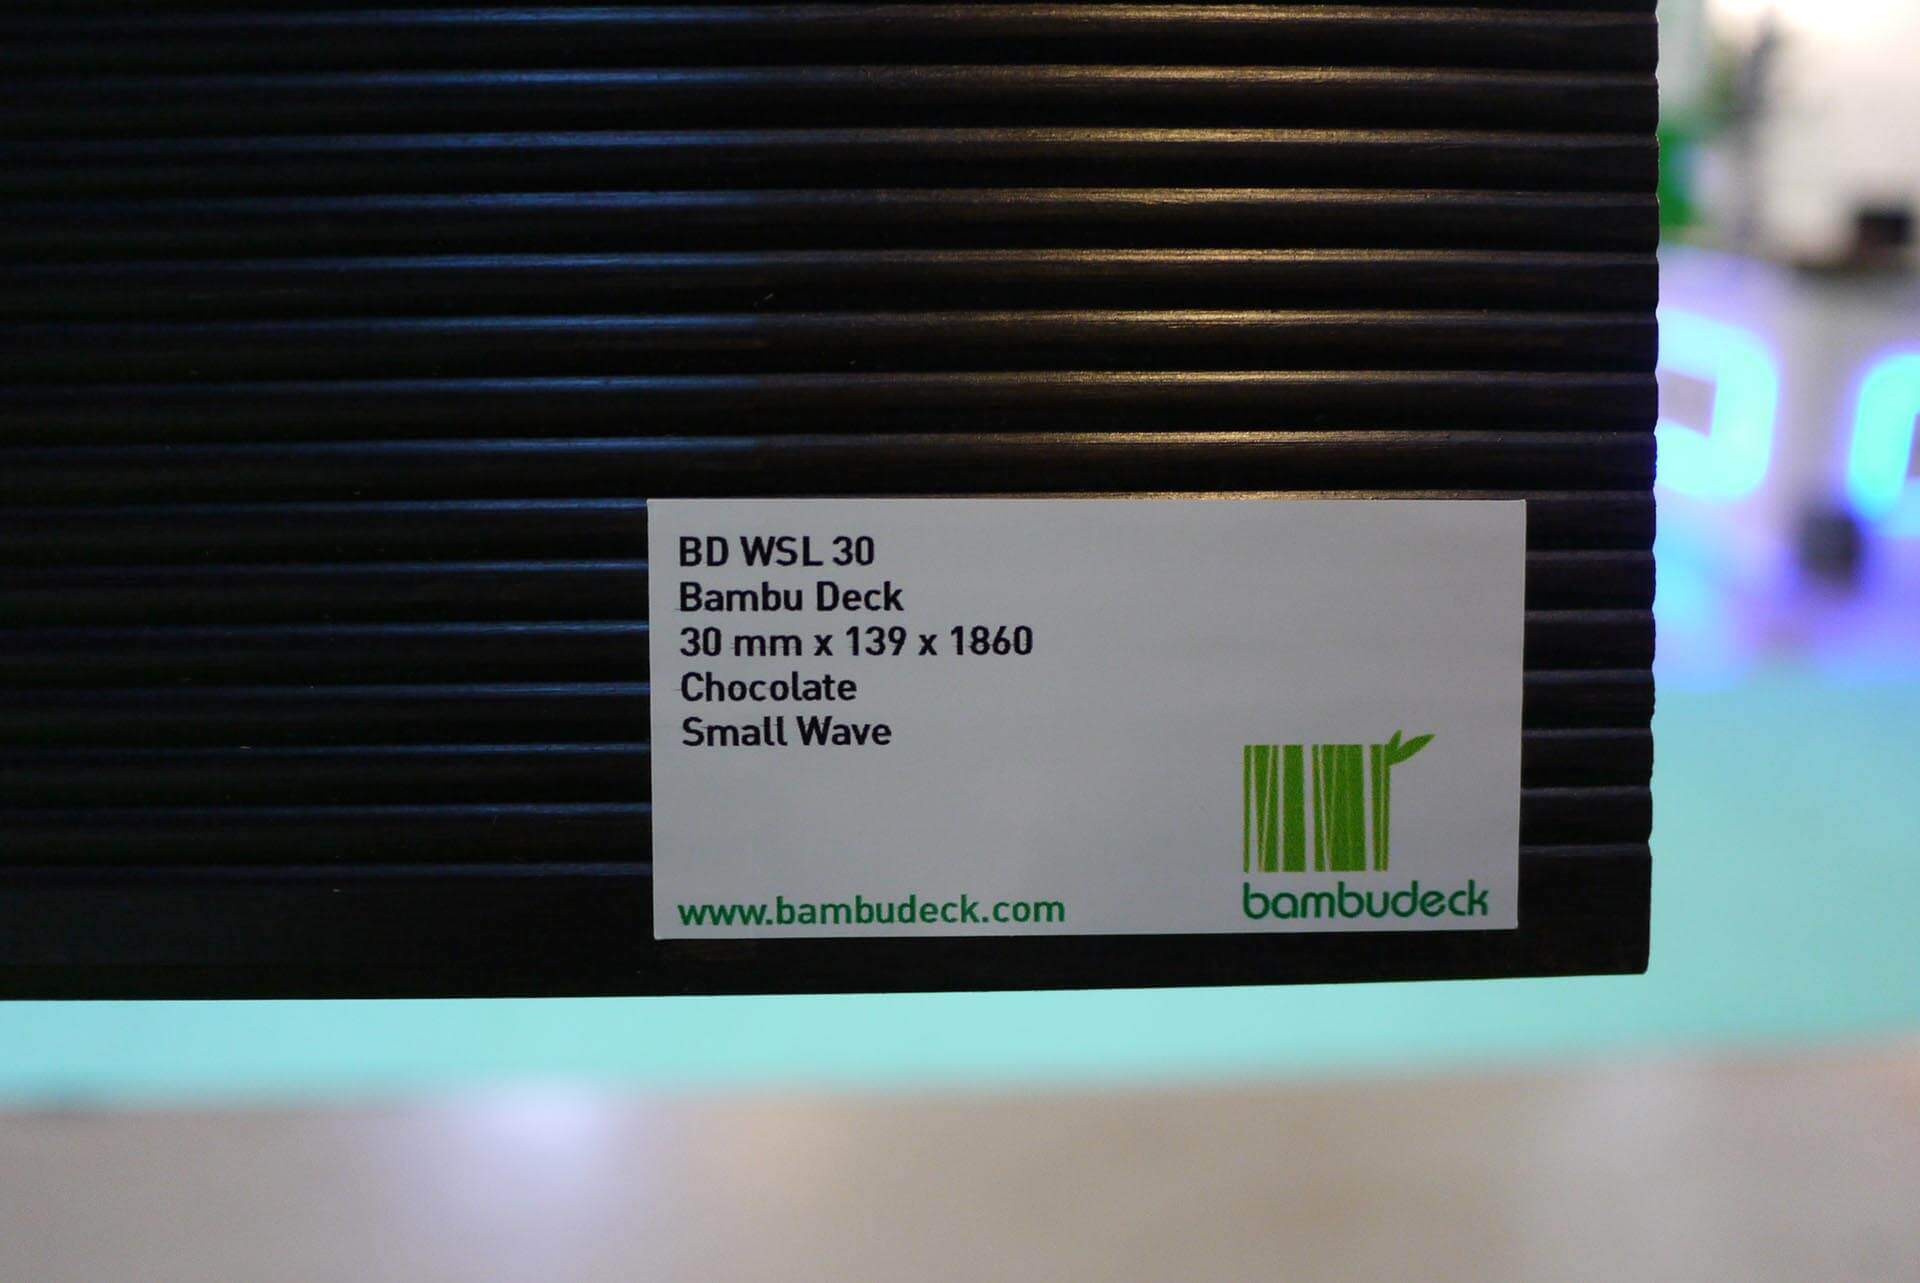 BD WSL 30
Bambu Deck
30 mm x 139 x 1860
Chocolate
Small Wave
www.bambudeck.com
bambudeck